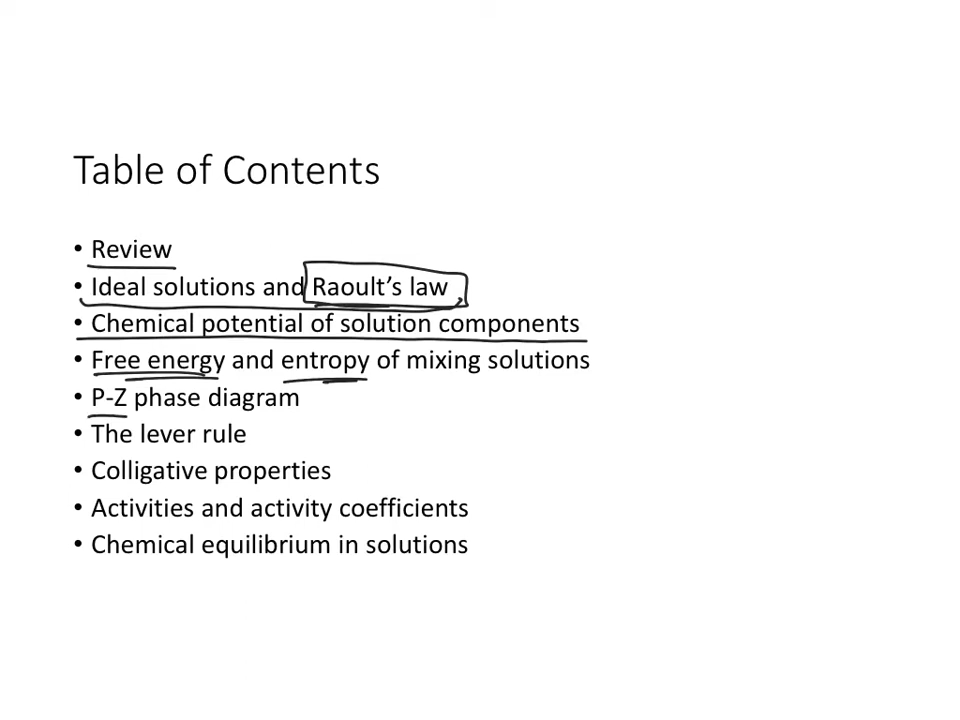 Table of Contents
• Review
• Ideal solutions and Raoult’s law
• Chemical potential of solution components
• Free energy and entropy of mixing solutions
• P-Z phase diagram
• The lever rule
• Colligative properties
• Activities and activity coefficients
• Chemical equilibrium in solutions